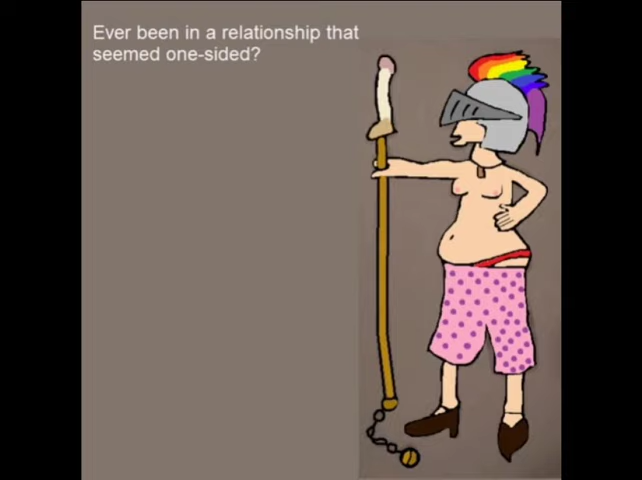 Ever been in a relationship that
seemed one-sided?